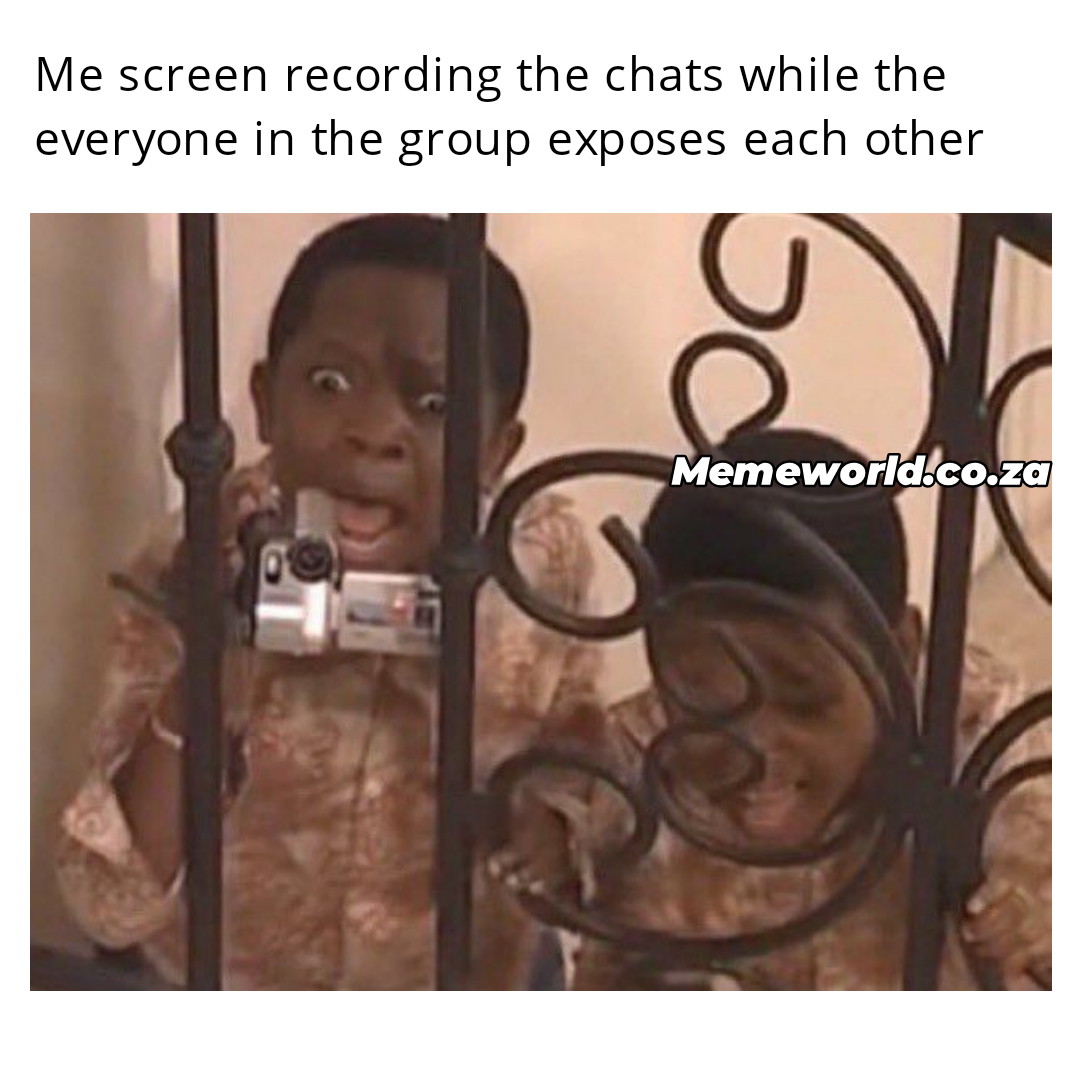 Me screen recording the chats while the
everyone in the group exposes each other
Memeworld.co.za